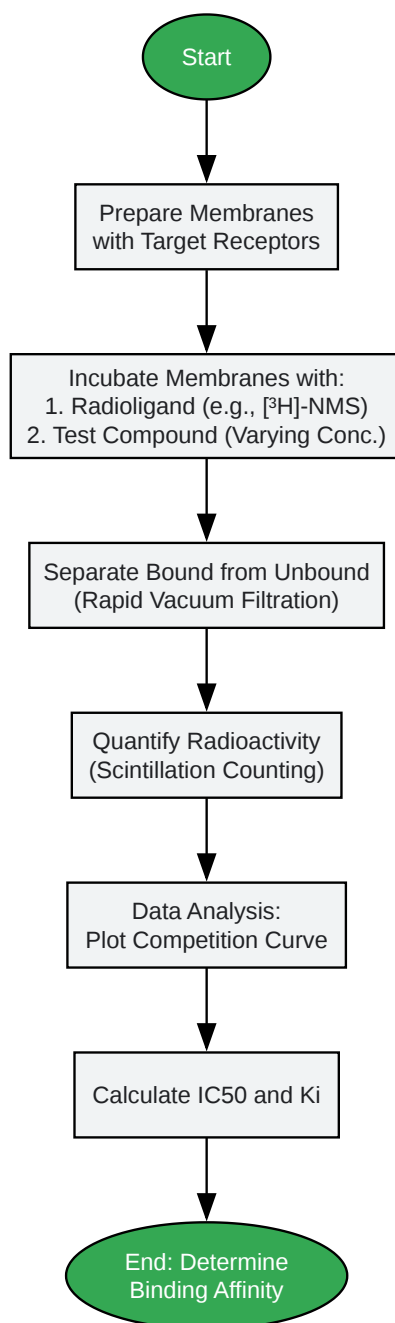 Start
Prepare Membranes
with Target Receptors
Incubate Membranes with:
1. Radioligand (e.g., [³H]-NMS)
2. Test Compound (Varying Conc.)
Separate Bound from Unbound
(Rapid Vacuum Filtration)
Quantify Radioactivity
(Scintillation Counting)
Data Analysis:
Plot Competition Curve
Calculate IC50 and Ki
End: Determine
Binding Affinity